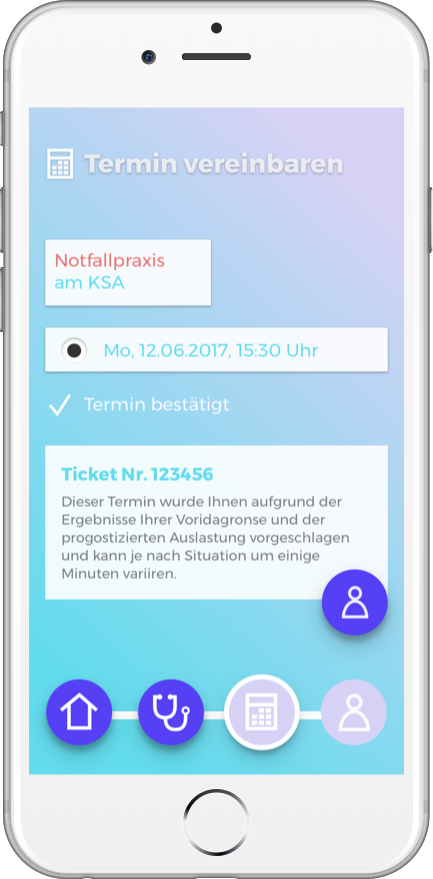 Termin vereinbaren
Notfallpraxis
am KSA
Mo, 12.06.2017, 15:30 Uhr
Termin bestätigt
Ticket Nr. 123456
Dieser Termin wurde Ihnen aufgrund der
Ergebnisse Ihrer Voridagronse und der
progostizierten Auslastung vorgeschlagen
und kann je nach Situation um einige
Minuten variiren.